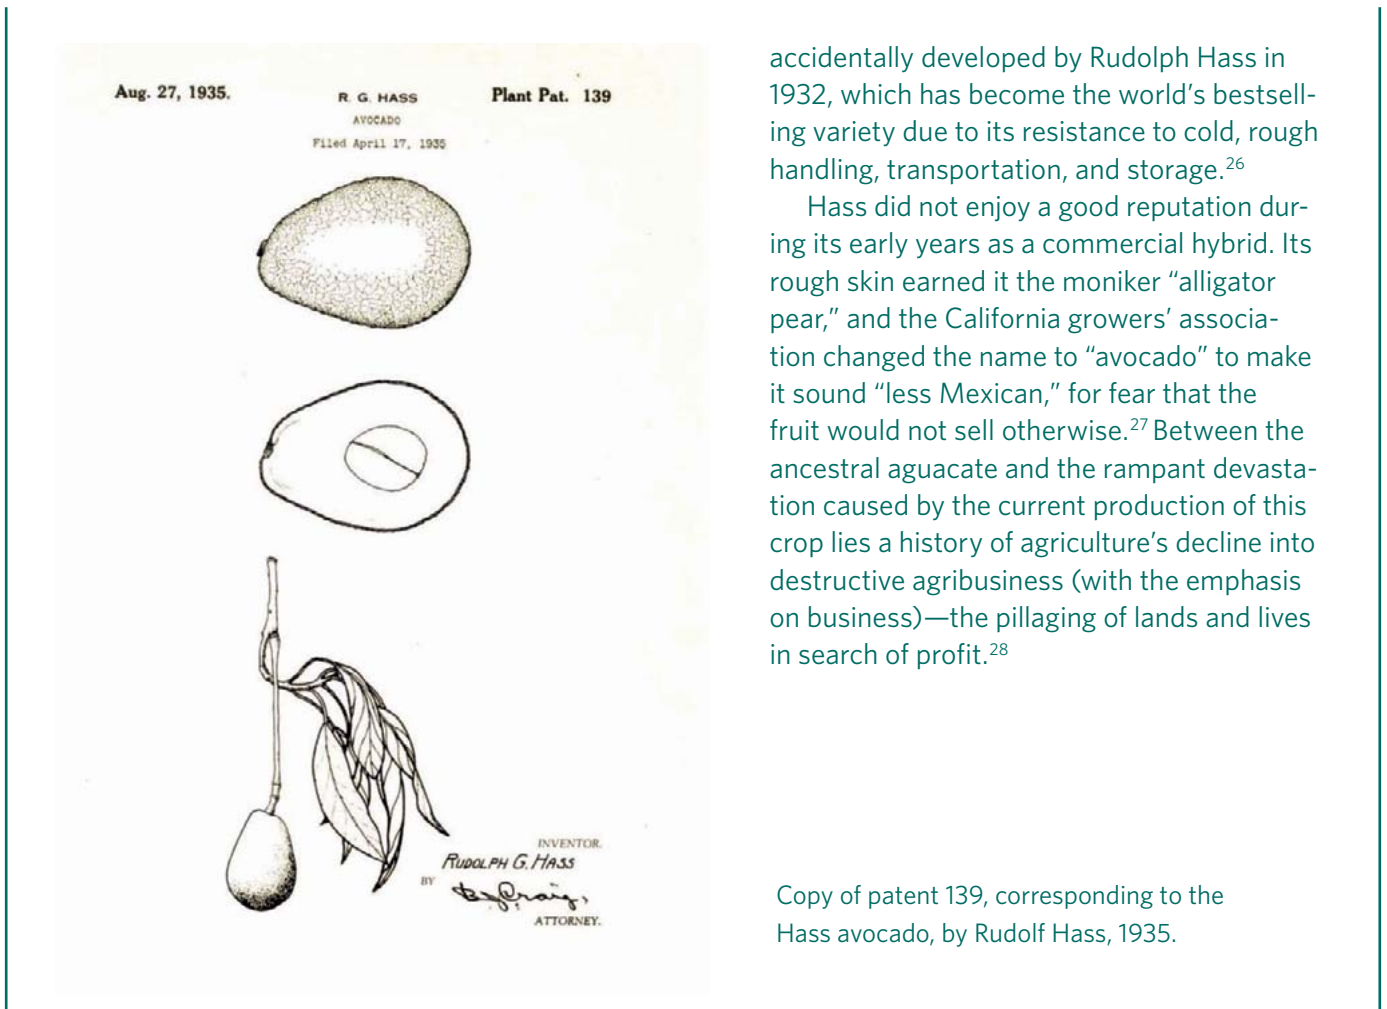 Aug. 27, 1935.
R. G. HASS
Plant Pat. 139
AVOCADO
Filed April 17, 1935
INVENTOR.
RUDOLPH G. HASS
BY
ATTORNEY.
accidentally developed by Rudolph Hass in
1932, which has become the world’s bestsell-
ing variety due to its resistance to cold, rough
handling, transportation, and storage.26
Hass did not enjoy a good reputation dur-
ing its early years as a commercial hybrid. Its
rough skin earned it the moniker “alligator
pear,” and the California growers’ associa-
tion changed the name to “avocado” to make
it sound “less Mexican,” for fear that the
fruit would not sell otherwise.27 Between the
ancestral aguacate and the rampant devasta-
tion caused by the current production of this
crop lies a history of agriculture’s decline into
destructive agribusiness (with the emphasis
on business)—the pillaging of lands and lives
in search of profit.28
Copy of patent 139, corresponding to the
Hass avocado, by Rudolf Hass, 1935.